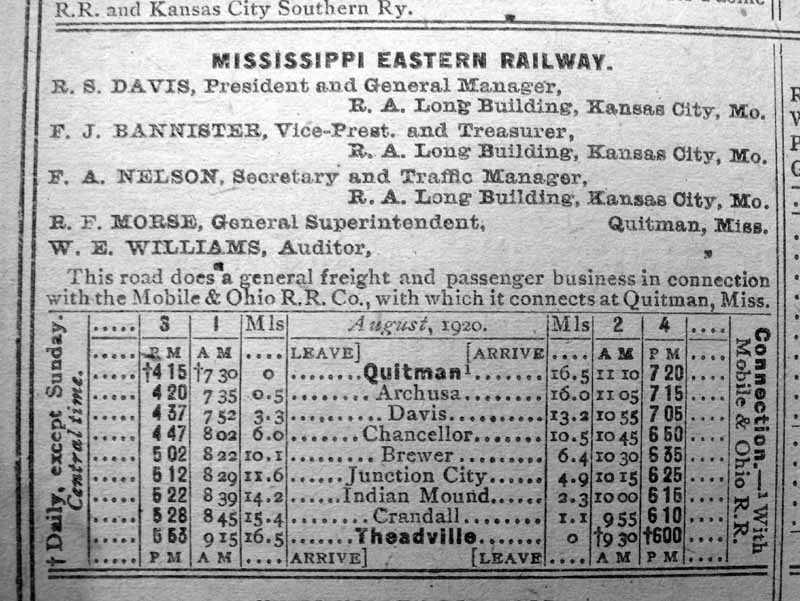 R.R. and Kansas City Southern Ry.
MISSISSIPPI EASTERN RAILWAY.
R. S. DAVIS, President and General Manager,
R. A. Long Building, Kansas City, Mo.
F. J. BANNISTER, Vice-Prest. and Treasurer,
R. A. Long Building, Kansas City, Mo.
F. A. NELSON, Secretary and Traffic Manager,
R. A. Long Building, Kansas City, Mo.
R. F. MORSE, General Superintendent, Quitman, Miss.
W. E. WILLIAMS, Auditor, „
This road does a general freight and passenger business in connection
with the Mobile & Ohio R.R. Co., with which it connects at Quitman, Miss.
† Daily, except Sunday.
Central time.
..... 3 1 Mls August, 1920. Mls 2 4 ....
..... P M A M .... LEAVE] [ARRIVE .... A M P M ....
..... †4 15 †7 30 0 ........Quitman¹....... 16.5 11 10 7 20 ....
..... 4 20 7 35 0.5 .........Archusa......... 16.0 11 05 7 15 ....
..... 4 37 7 52 3.3 ..........Davis.......... 13.2 10 55 7 05 ....
..... 4 47 8 02 6.0 ........Chancellor........ 10.5 10 45 6 50 ....
..... 5 02 8 22 10.1 .........Brewer......... 6.4 10 30 6 35 ....
..... 5 12 8 29 11.6 ......Junction City...... 4.9 10 15 6 25 ....
..... 5 22 8 39 14.2 ......Indian Mound...... 2.3 10 00 6 15 ....
..... 5 28 8 45 15.4 .........Crandall........ 1.1 9 55 6 10 ....
..... 5 53 9 15 16.5 .......Theadville....... 0 †9 30 †6 00 ....
..... P M A M .... ARRIVE] [LEAVE .... A M P M ....
Connection.—¹ With
Mobile & Ohio R.R.